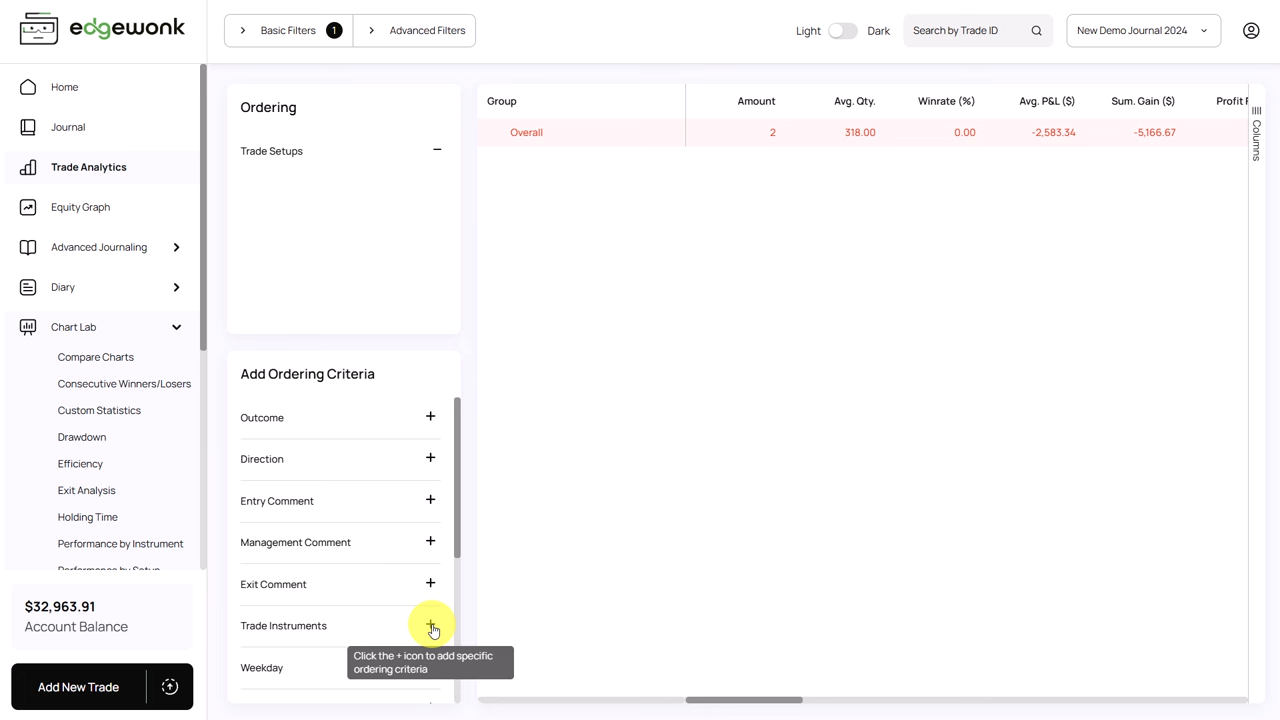 edgewonk
Basic Filters 1
Advanced Filters
Light
Dark
Search by Trade ID
New Demo Journal 2024
Home
Journal
Trade Analytics
Equity Graph
Advanced Journaling
Diary
Chart Lab
Compare Charts
Consecutive Winners/Losers
Custom Statistics
Drawdown
Efficiency
Exit Analysis
Holding Time
Performance by Instrument
Performance by Setup
$32,963.91
Account Balance
Add New Trade
Ordering
Trade Setups
Add Ordering Criteria
Outcome
Direction
Entry Comment
Management Comment
Exit Comment
Trade Instruments
Weekday
Click the + icon to add specific
ordering criteria
Group Amount Avg. Qty. Winrate (%) Avg. P&L ($) Sum. Gain ($) Profit F
Overall 2 318.00 0.00 -2,583.34 -5,166.67
Columns